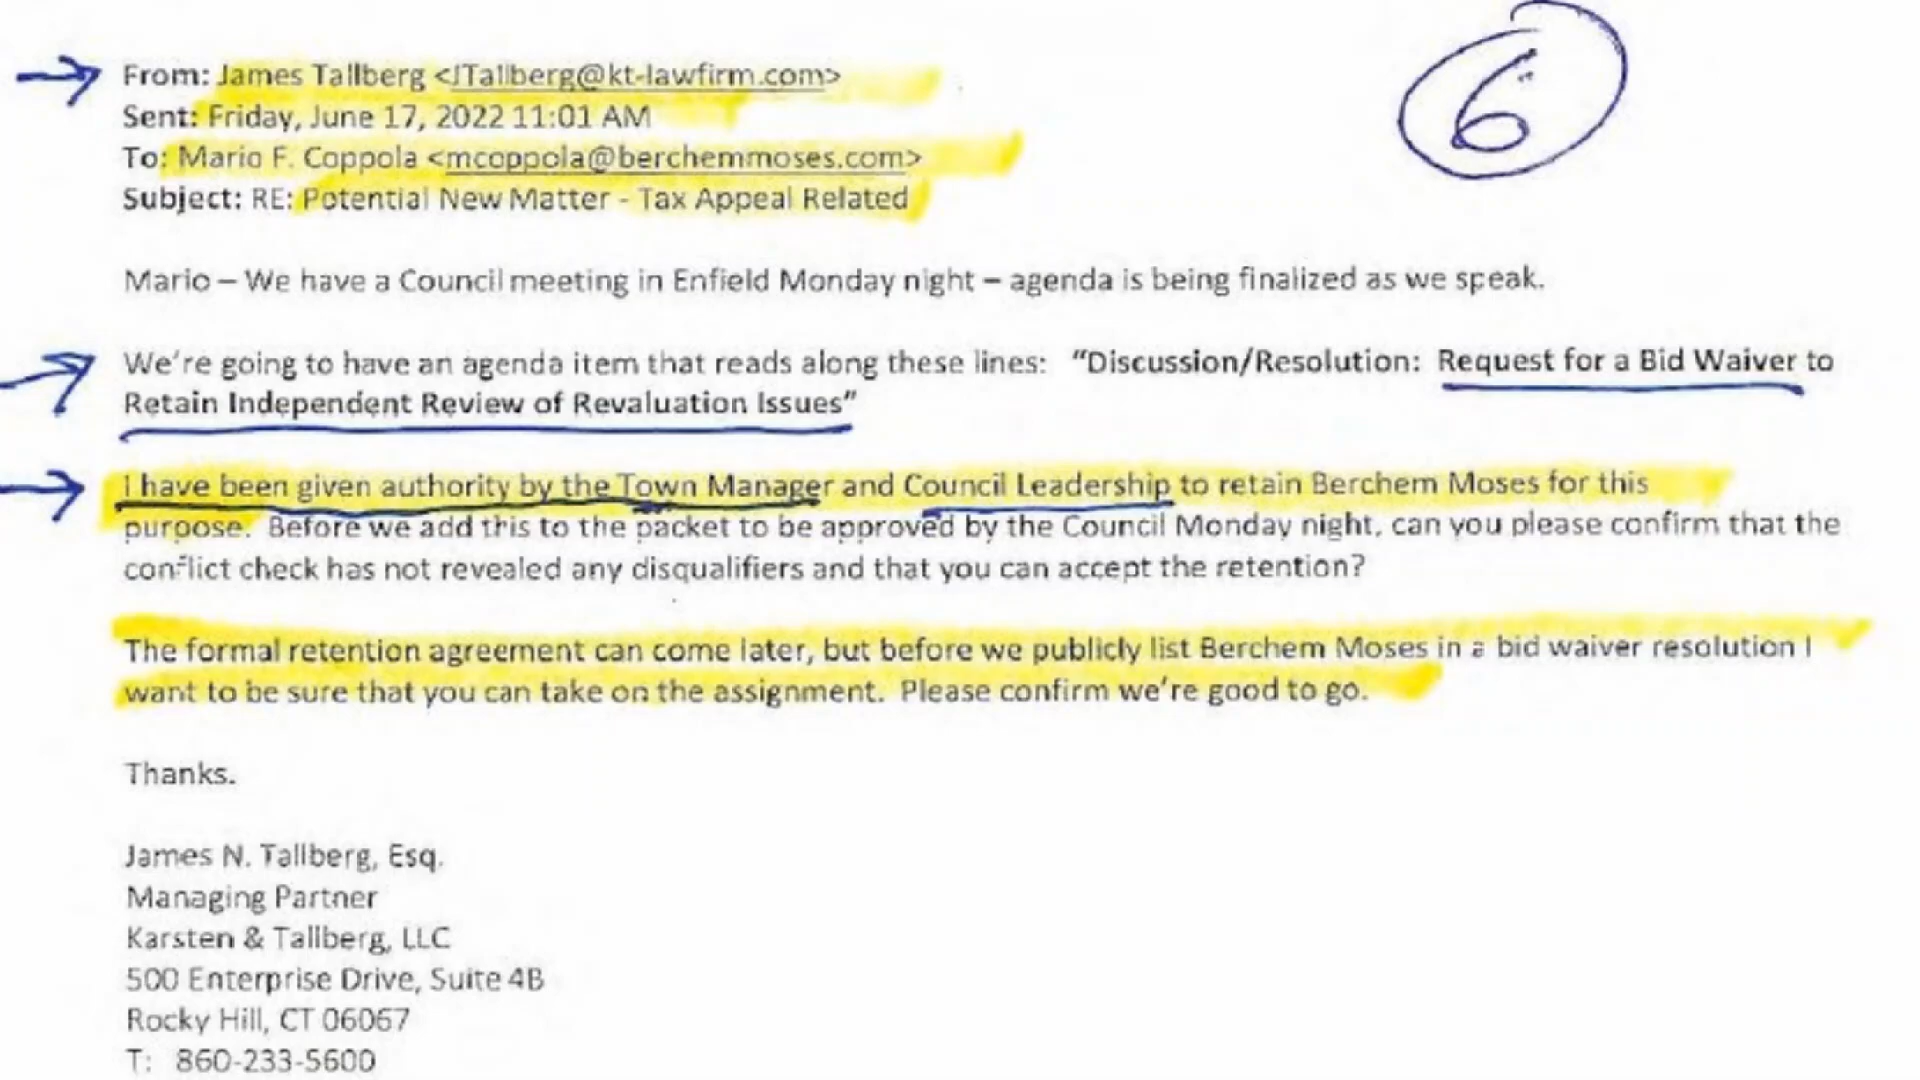 6
From: James Tallberg <JTallberg@kt-lawfirm.com>
Sent: Friday, June 17, 2022 11:01 AM
To: Mario F. Coppola <mcoppola@berchemmoses.com>
Subject: RE: Potential New Matter - Tax Appeal Related
Mario – We have a Council meeting in Enfield Monday night – agenda is being finalized as we speak.
We're going to have an agenda item that reads along these lines: "Discussion/Resolution: Request for a Bid Waiver to
Retain Independent Review of Revaluation Issues"
I have been given authority by the Town Manager and Council Leadership to retain Berchem Moses for this
purpose. Before we add this to the packet to be approved by the Council Monday night, can you please confirm that the
conflict check has not revealed any disqualifiers and that you can accept the retention?
The formal retention agreement can come later, but before we publicly list Berchem Moses in a bid waiver resolution I
want to be sure that you can take on the assignment. Please confirm we're good to go.
Thanks.
James N. Tallberg, Esq.
Managing Partner
Karsten & Tallberg, LLC
500 Enterprise Drive, Suite 4B
Rocky Hill, CT 06067
T: 860-233-5600